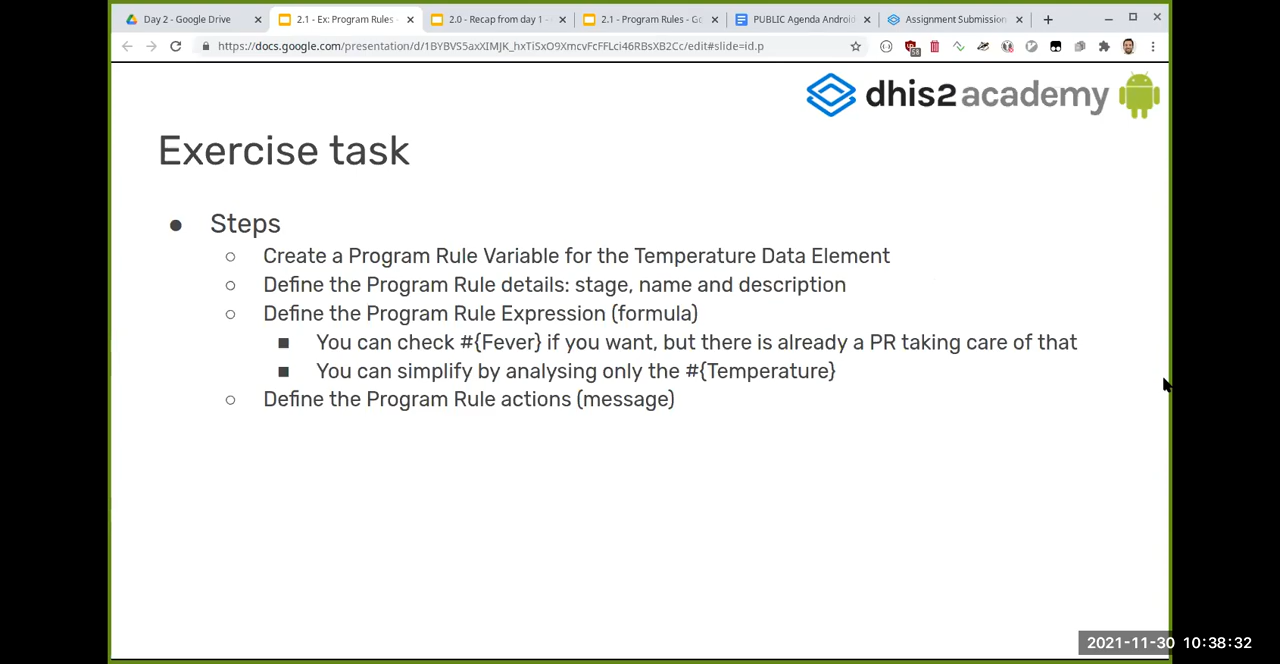 Day 2 - Google Drive
2.1 - Ex: Program Rules -
2.0 - Recap from day 1 -
2.1 - Program Rules - Go
PUBLIC Agenda Android
Assignment Submission
https://docs.google.com/presentation/d/1BYBVS5axXIMJK_hxTiSxO9XmcvFcFFLci46RBsXB2Cc/edit#slide=id.p
58
dhis2 academy
Exercise task
● Steps
○ Create a Program Rule Variable for the Temperature Data Element
○ Define the Program Rule details: stage, name and description
○ Define the Program Rule Expression (formula)
■ You can check #{Fever} if you want, but there is already a PR taking care of that
■ You can simplify by analysing only the #{Temperature}
○ Define the Program Rule actions (message)
2021-11-30 10:38:32